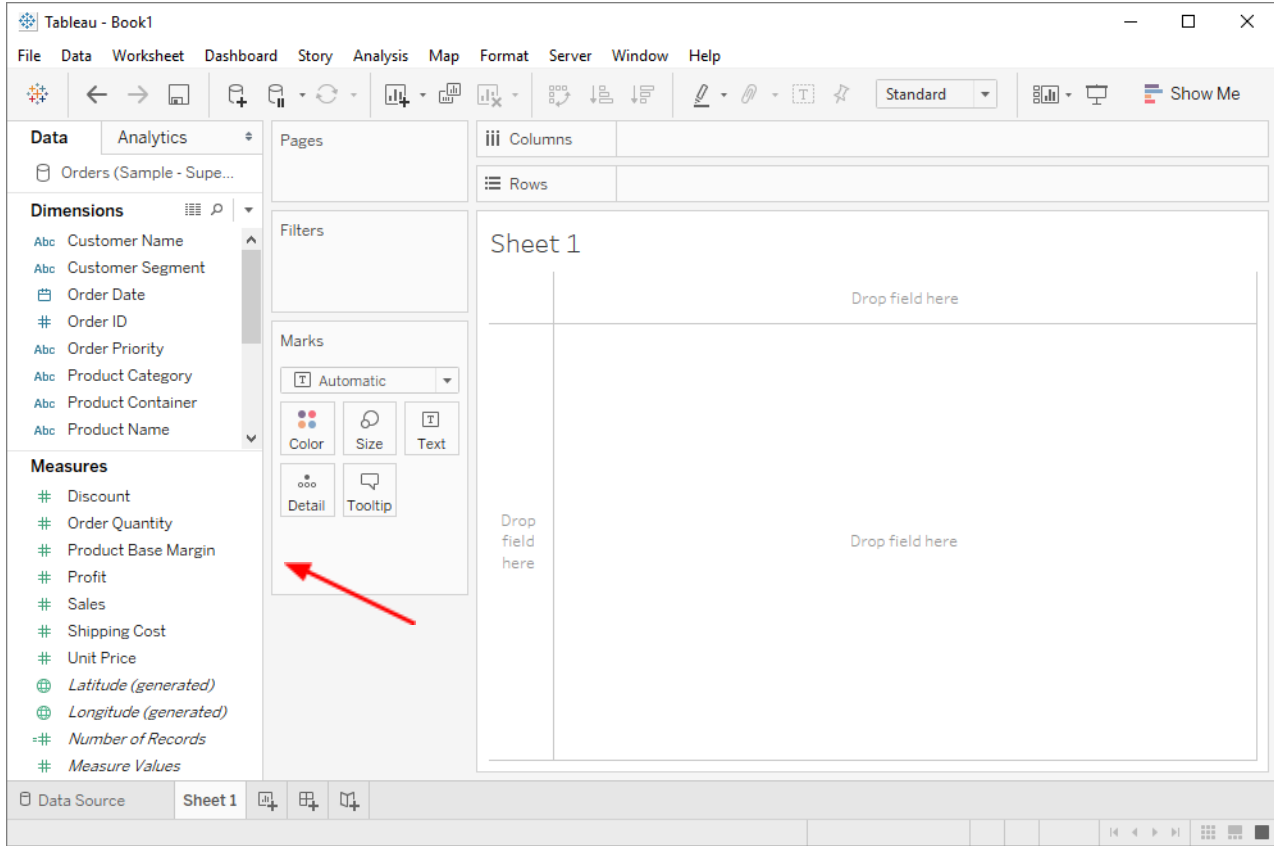 Tableau - Book1
File Data Worksheet Dashboard Story Analysis Map Format Server Window Help
Standard
Show Me
Data Analytics
Orders (Sample - Supe...
Dimensions
Abc Customer Name
Abc Customer Segment
Order Date
# Order ID
Abc Order Priority
Abc Product Category
Abc Product Container
Abc Product Name
Measures
# Discount
# Order Quantity
# Product Base Margin
# Profit
# Sales
# Shipping Cost
# Unit Price
Latitude (generated)
Longitude (generated)
=# Number of Records
# Measure Values
Pages
Filters
Marks
T Automatic
Color Size T Text
Detail Tooltip
Columns
Rows
Sheet 1
Drop field here
Drop
field
here
Drop field here
Data Source Sheet 1